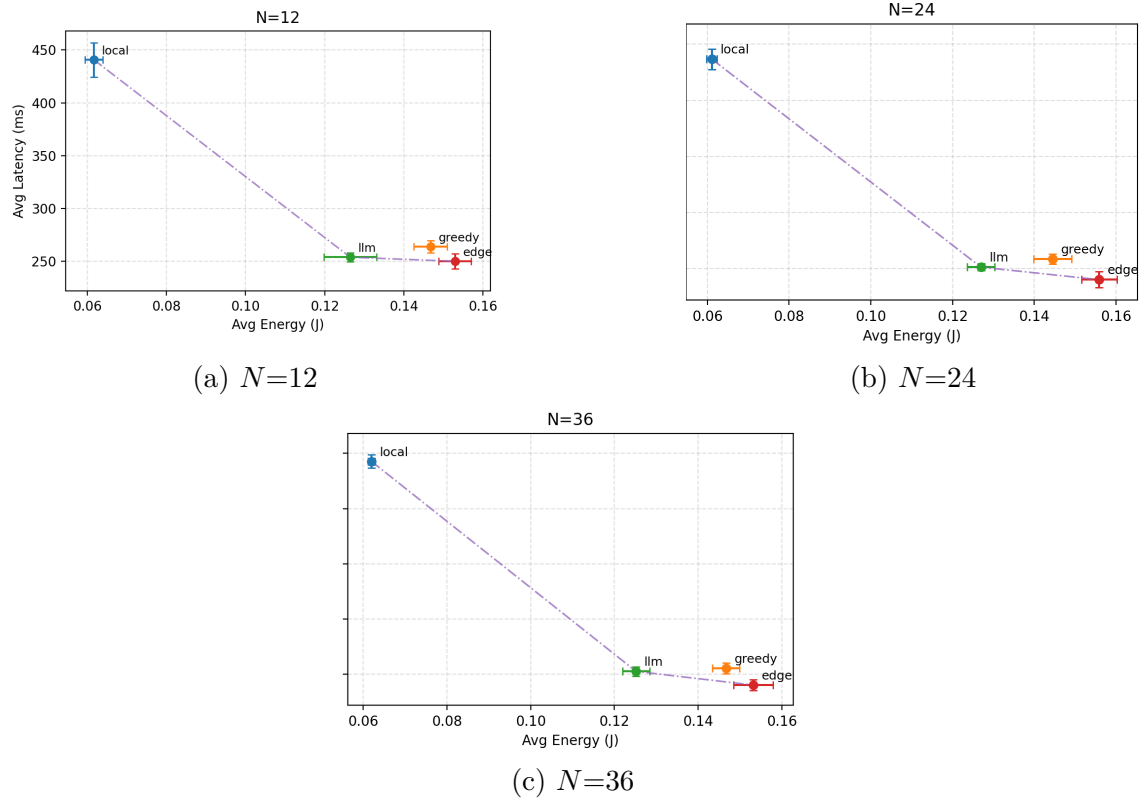 N=12
450
400
350
300
250
Avg Latency (ms)
local
llm
greedy
edge
0.06 0.08 0.10 0.12 0.14 0.16
Avg Energy (J)
(a) N=12
N=24
local
llm
greedy
edge
0.06 0.08 0.10 0.12 0.14 0.16
Avg Energy (J)
(b) N=24
N=36
local
llm
greedy
edge
0.06 0.08 0.10 0.12 0.14 0.16
Avg Energy (J)
(c) N=36